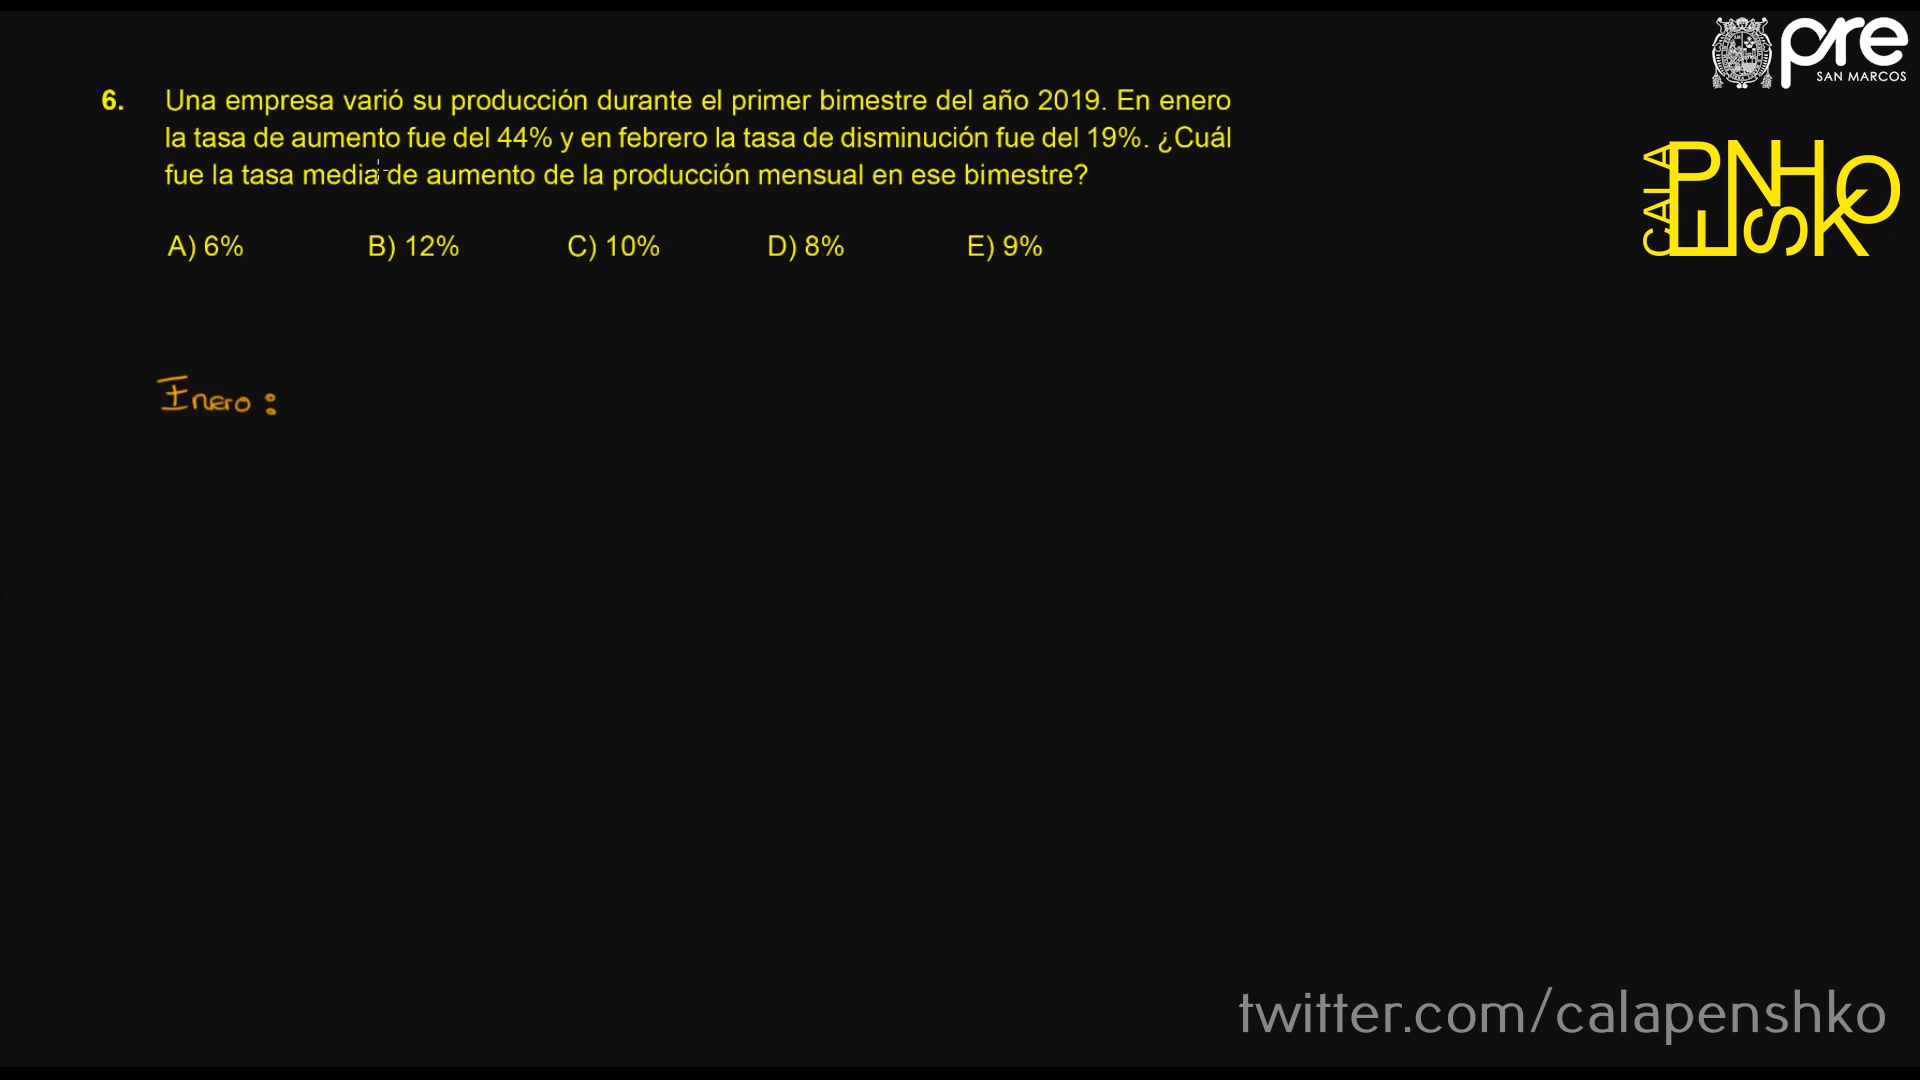 pre
SAN MARCOS
6. Una empresa varió su producción durante el primer bimestre del año 2019. En enero
la tasa de aumento fue del 44% y en febrero la tasa de disminución fue del 19%. ¿Cuál
fue la tasa media de aumento de la producción mensual en ese bimestre?
CALA
PENSHKO
A) 6% B) 12% C) 10% D) 8% E) 9%
Enero :
twitter.com/calapenshko